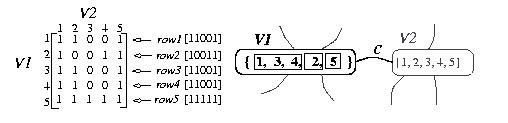 V2
1 2 3 4 5
V1
1 1 1 0 0 1 row1 [11001]
2 1 0 0 1 1 row2 [10011]
3 1 1 0 0 1 row3 [11001]
4 1 1 0 0 1 row4 [11001]
5 1 1 1 1 1 row5 [11111]
V1
{ 1, 3, 4, 2, 5 }
C
V2
[1, 2, 3, 4, 5]